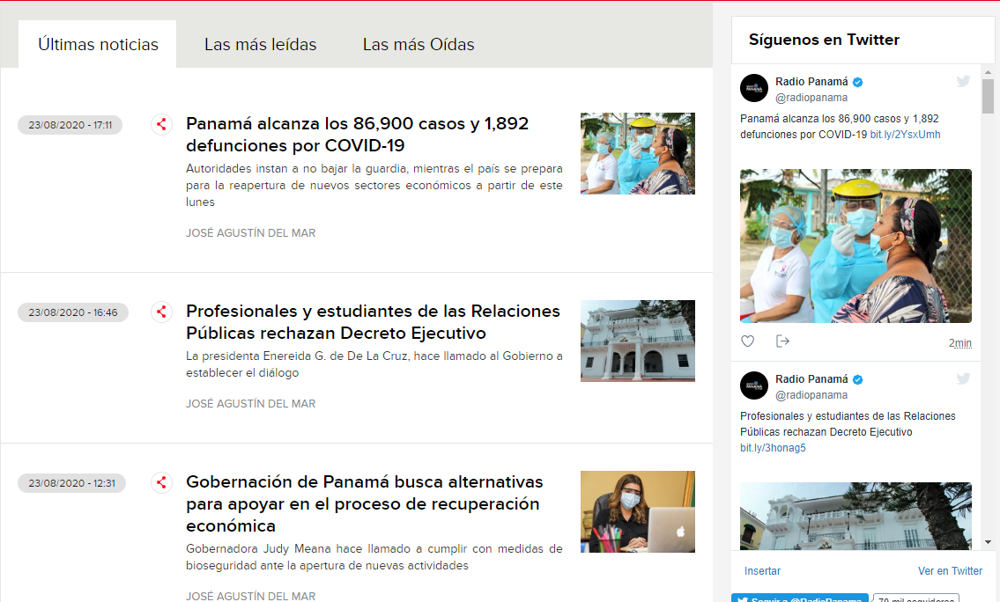 Últimas noticias
Las más leídas
Las más Oídas
23/08/2020 - 17:11
Panamá alcanza los 86,900 casos y 1,892
defunciones por COVID-19
Autoridades instan a no bajar la guardia, mientras el país se prepara
para la reapertura de nuevos sectores económicos a partir de este
lunes
JOSÉ AGUSTÍN DEL MAR
23/08/2020 - 16:46
Profesionales y estudiantes de las Relaciones
Públicas rechazan Decreto Ejecutivo
La presidenta Enereida G. de De La Cruz, hace llamado al Gobierno a
establecer el diálogo
JOSÉ AGUSTÍN DEL MAR
23/08/2020 - 12:31
Gobernación de Panamá busca alternativas
para apoyar en el proceso de recuperación
económica
Gobernadora Judy Meana hace llamado a cumplir con medidas de
bioseguridad ante la apertura de nuevas actividades
JOSÉ AGUSTÍN DEL MAR
Síguenos en Twitter
Radio Panamá
@radiopanama
Panamá alcanza los 86,900 casos y 1,892
defunciones por COVID-19 bit.ly/2YsxUmh
2min
Radio Panamá
@radiopanama
Profesionales y estudiantes de las Relaciones
Públicas rechazan Decreto Ejecutivo
bit.ly/3honag5
Insertar
Ver en Twitter
Seguir a @RadioPanama
79 mil seguidores